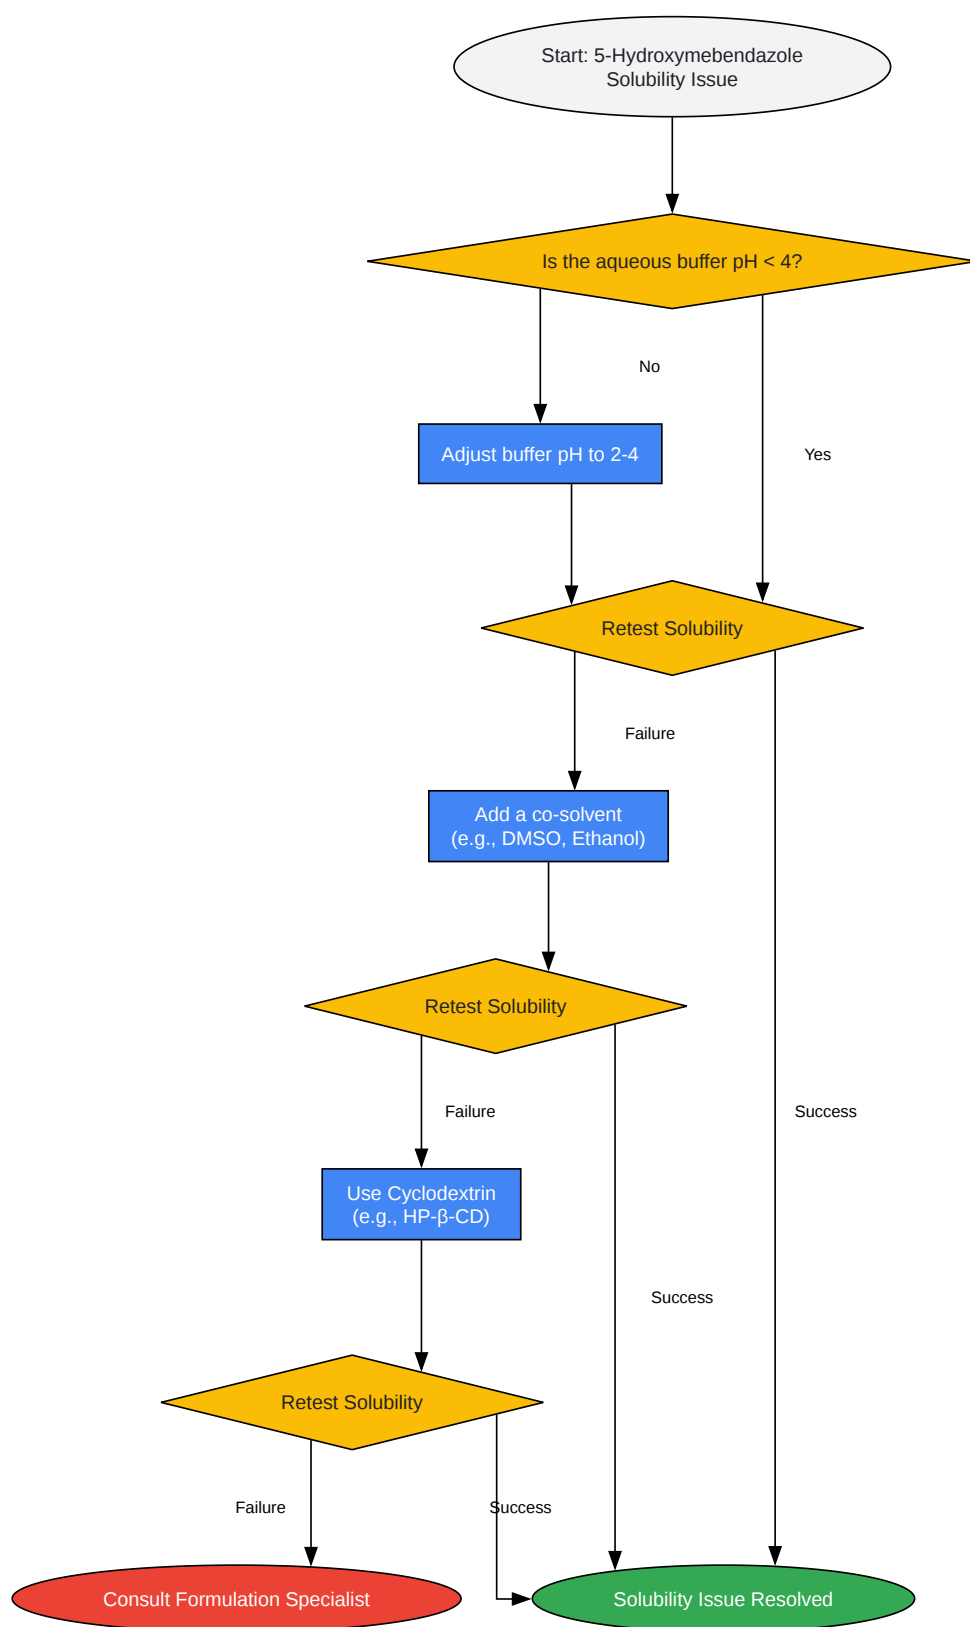 Start: 5-Hydroxymebendazole
Solubility Issue
Is the aqueous buffer pH < 4?
No
Adjust buffer pH to 2-4
Yes
Retest Solubility
Failure
Add a co-solvent
(e.g., DMSO, Ethanol)
Retest Solubility
Failure
Success
Use Cyclodextrin
(e.g., HP-β-CD)
Success
Retest Solubility
Failure
Success
Consult Formulation Specialist
Solubility Issue Resolved